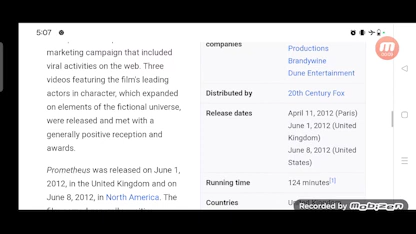 5:07
marketing campaign that included
viral activities on the web. Three
videos featuring the film's leading
actors in character, which expanded
on elements of the fictional universe,
were released and met with a
generally positive reception and
awards.
Prometheus was released on June 1,
2012, in the United Kingdom and on
June 8, 2012, in North America. The
companies
Productions
Brandywine
Dune Entertainment
Distributed by
20th Century Fox
Release dates
April 11, 2012 (Paris)
June 1, 2012 (United
Kingdom)
June 8, 2012 (United
States)
Running time
124 minutes[1]
Countries
Recorded by mobizen